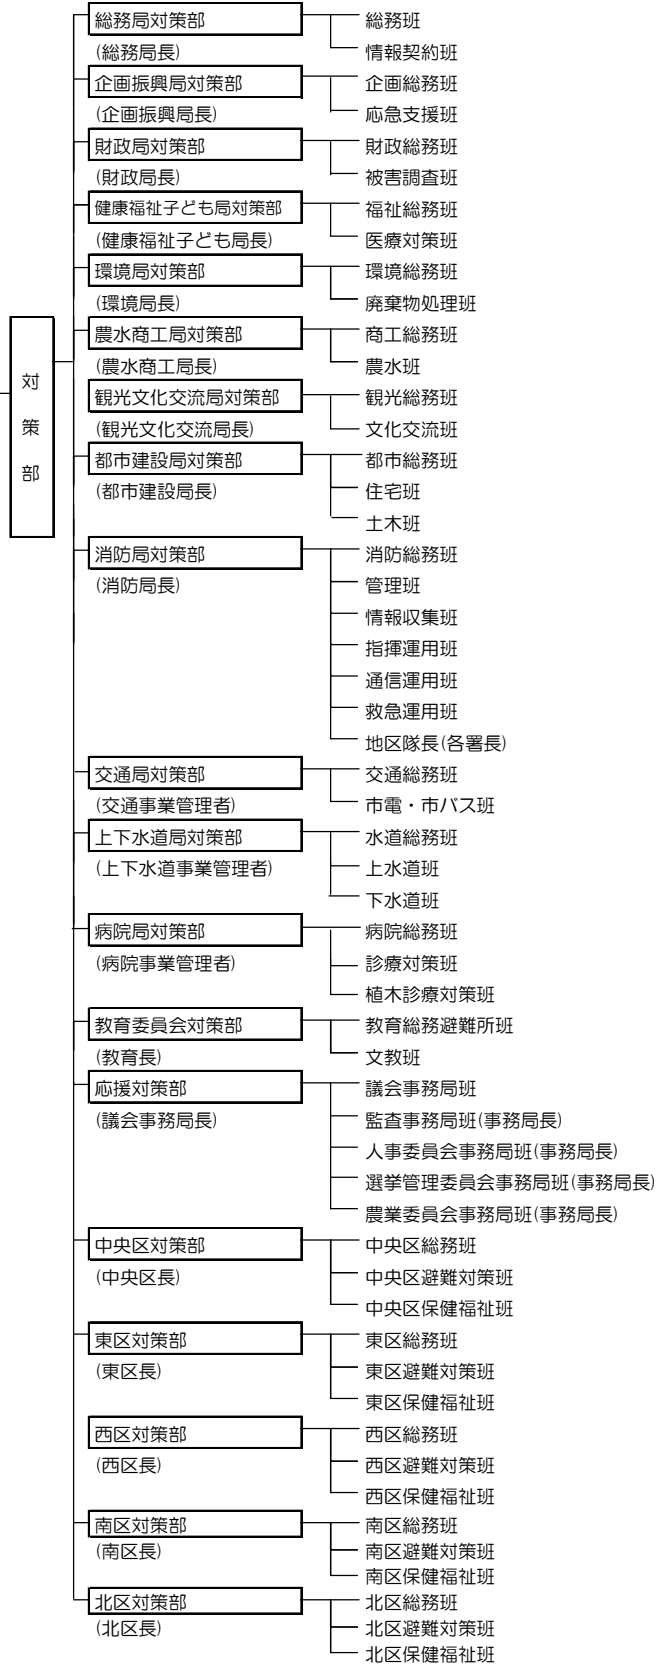 総務局対策部 総務班
(総務局長) 情報契約班
企画振興局対策部 企画総務班
(企画振興局長) 応急支援班
財政局対策部 財政総務班
(財政局長) 被害調査班
健康福祉子ども局対策部 福祉総務班
(健康福祉子ども局長) 医療対策班
環境局対策部 環境総務班
(環境局長) 廃棄物処理班
農水商工局対策部 商工総務班
(農水商工局長) 農水班
対策部
観光文化交流局対策部 観光総務班
(観光文化交流局長) 文化交流班
都市建設局対策部 都市総務班
(都市建設局長) 住宅班
土木班
消防局対策部 消防総務班
(消防局長) 管理班
情報収集班
指揮運用班
通信運用班
救急運用班
地区隊長(各署長)
交通局対策部 交通総務班
(交通事業管理者) 市電・市バス班
上下水道局対策部 水道総務班
(上下水道事業管理者) 上水道班
下水道班
病院局対策部 病院総務班
(病院事業管理者) 診療対策班
植木診療対策班
教育委員会対策部 教育総務避難所班
(教育長) 文教班
応援対策部 議会事務局班
(議会事務局長) 監査事務局班(事務局長)
人事委員会事務局班(事務局長)
選挙管理委員会事務局班(事務局長)
農業委員会事務局班(事務局長)
中央区対策部 中央区総務班
(中央区長) 中央区避難対策班
中央区保健福祉班
東区対策部 東区総務班
(東区長) 東区避難対策班
東区保健福祉班
西区対策部 西区総務班
(西区長) 西区避難対策班
西区保健福祉班
南区対策部 南区総務班
(南区長) 南区避難対策班
南区保健福祉班
北区対策部 北区総務班
(北区長) 北区避難対策班
北区保健福祉班